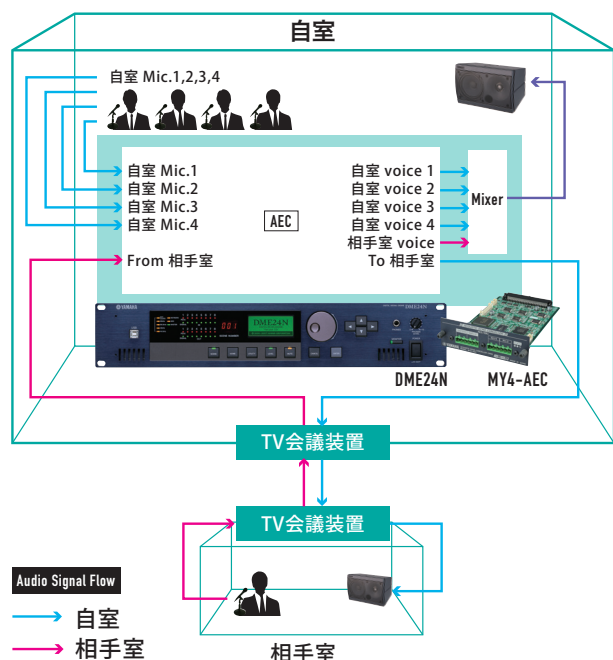 自室
自室 Mic.1,2,3,4
自室 Mic.1
自室 Mic.2
自室 Mic.3
自室 Mic.4
From 相手室
AEC
自室 voice 1
自室 voice 2
自室 voice 3
自室 voice 4
相手室 voice
To 相手室
Mixer
YAMAHA
DME24N
001
DME24N
DME24N
MY4-AEC
TV会議装置
TV会議装置
Audio Signal Flow
自室
相手室
相手室